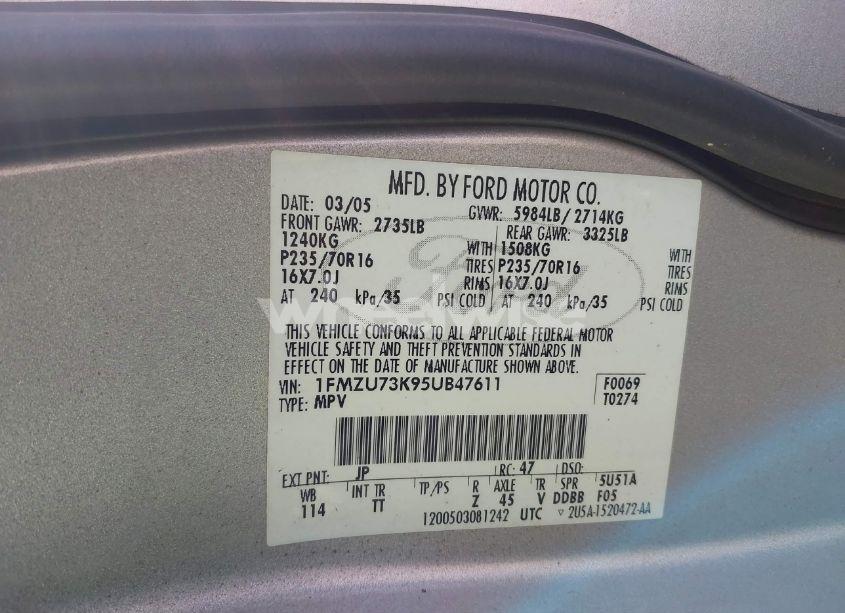 MFD. BY FORD MOTOR CO.
DATE: 03/05 GVWR: 5984LB/ 2714KG
FRONT GAWR: 2735LB REAR GAWR: 3325LB
1240KG WITH 1508KG WITH
P235/70R16 TIRES P235/70R16 TIRES
16X7.0J RIMS 16X7.0J RIMS
AT 240 kPa/35 PSI COLD AT 240 kPa/35 PSI COLD
THIS VEHICLE CONFORMS TO ALL APPLICABLE FEDERAL MOTOR
VEHICLE SAFETY AND THEFT PREVENTION STANDARDS IN
EFFECT ON THE DATE OF MANUFACTURE SHOWN ABOVE.
VIN: 1FMZU73K95UB47611 F0069
TYPE: MPV T0274
EXT PNT: JP RC: 47 DSO:
WB INT TR TP/PS R AXLE TR SPR 5U51A
114 TT Z 45 V DDBB F05
1200503081242 UTC ▽ 2U5A-1520472-AA
Ford
wheelwise